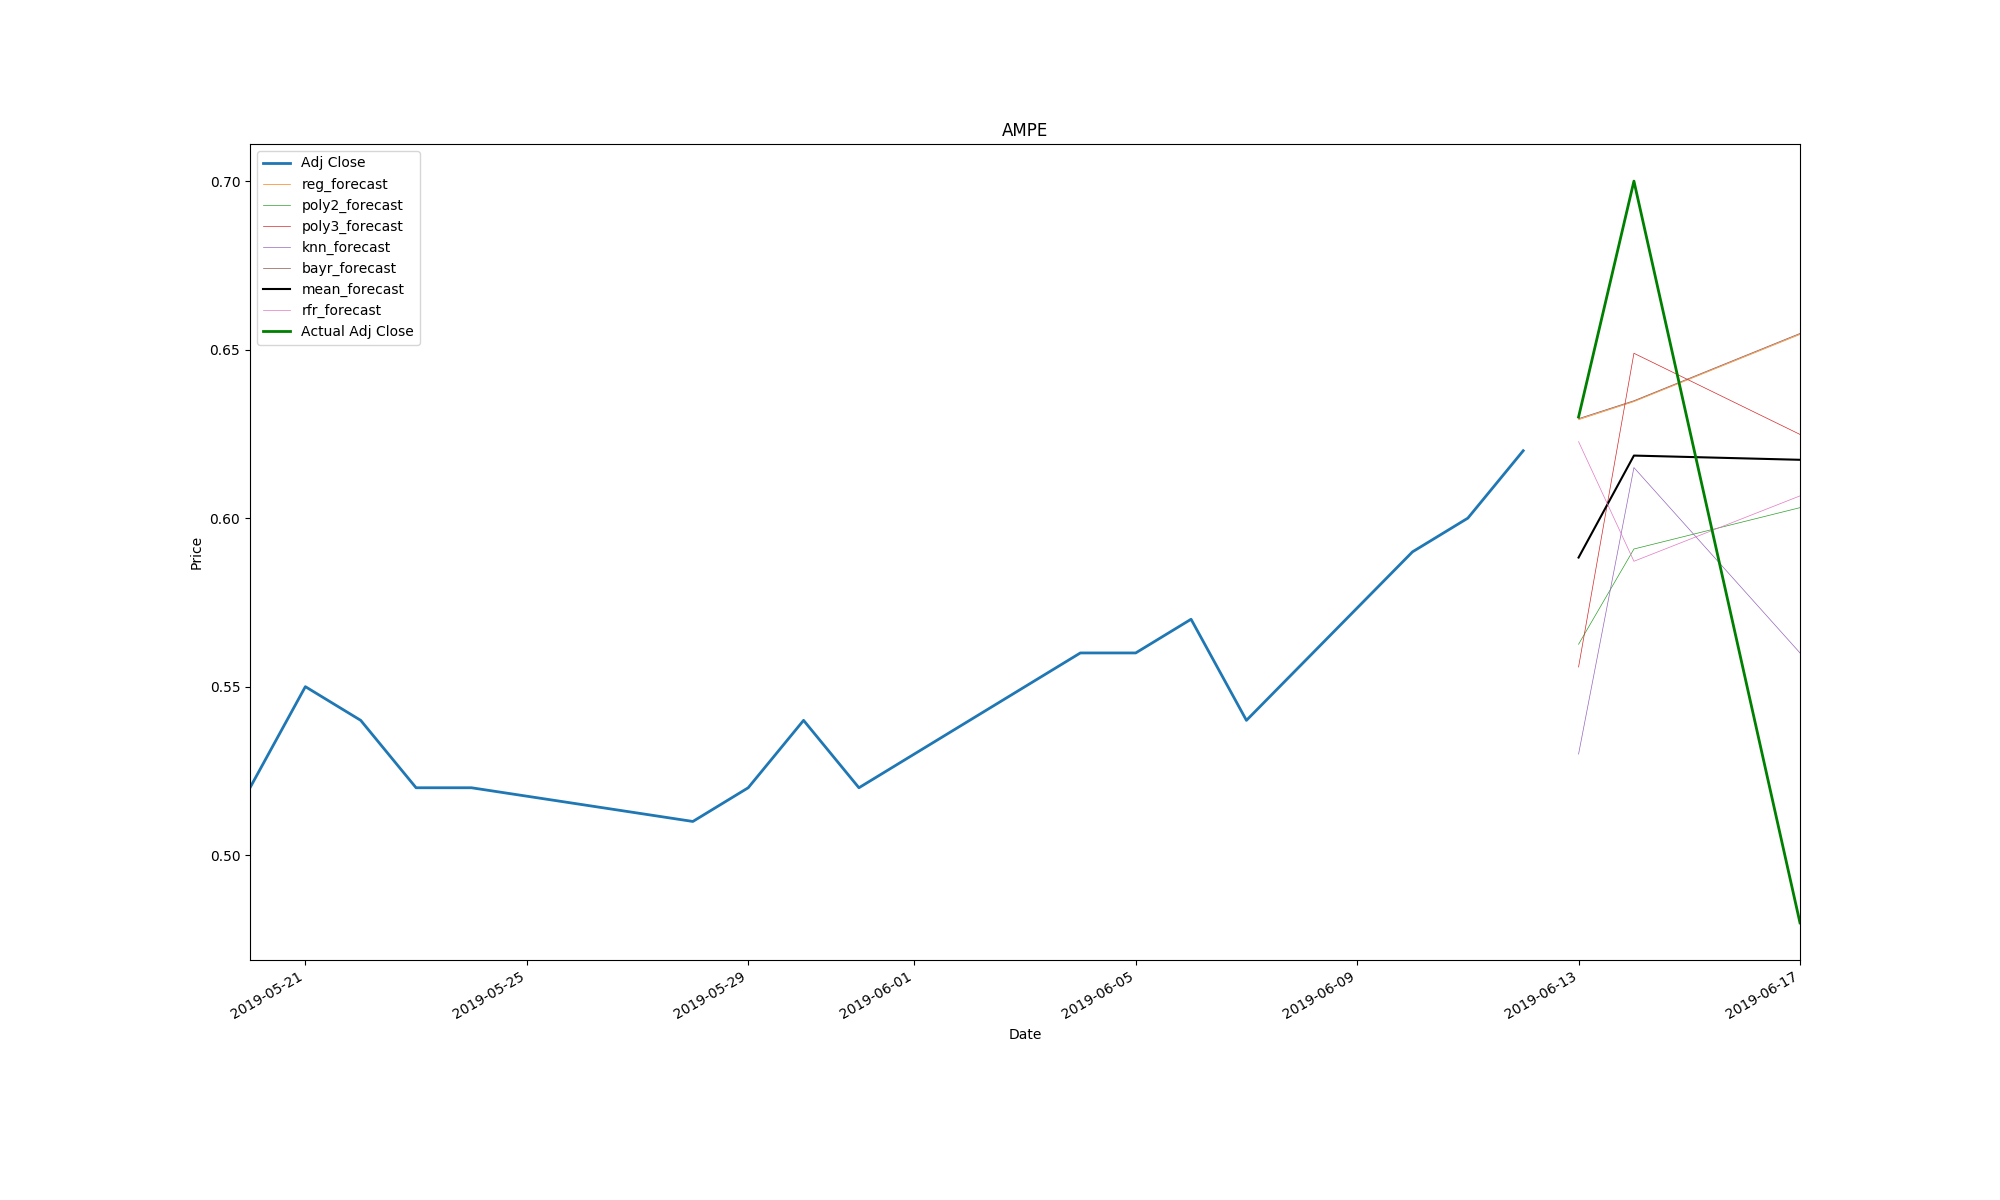 AMPE
Adj Close
reg_forecast
poly2_forecast
poly3_forecast
knn_forecast
bayr_forecast
mean_forecast
rfr_forecast
Actual Adj Close
0.70
0.65
0.60
0.55
0.50
Price
2019-05-21
2019-05-25
2019-05-29
2019-06-01
2019-06-05
2019-06-09
2019-06-13
2019-06-17
Date